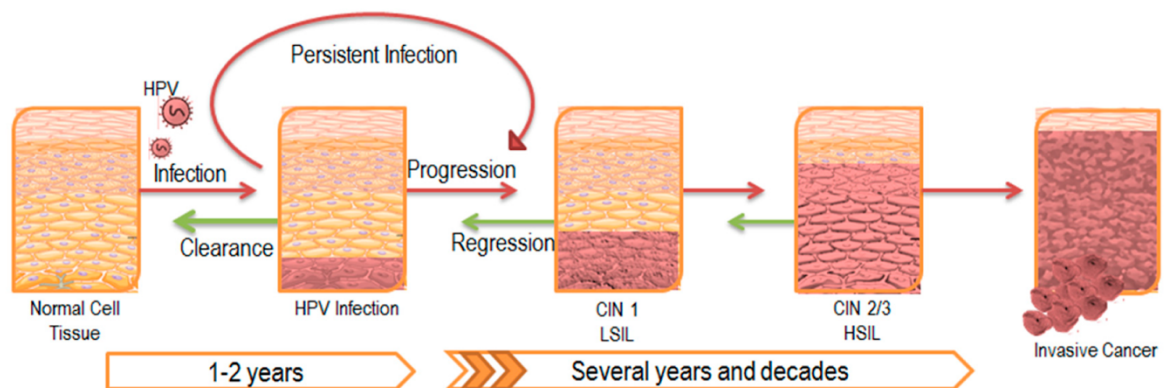 Persistent Infection
HPV
Infection
Progression
Clearance
Regression
Normal Cell
Tissue
HPV Infection
CIN 1
LSIL
CIN 2/3
HSIL
Invasive Cancer
1-2 years
Several years and decades